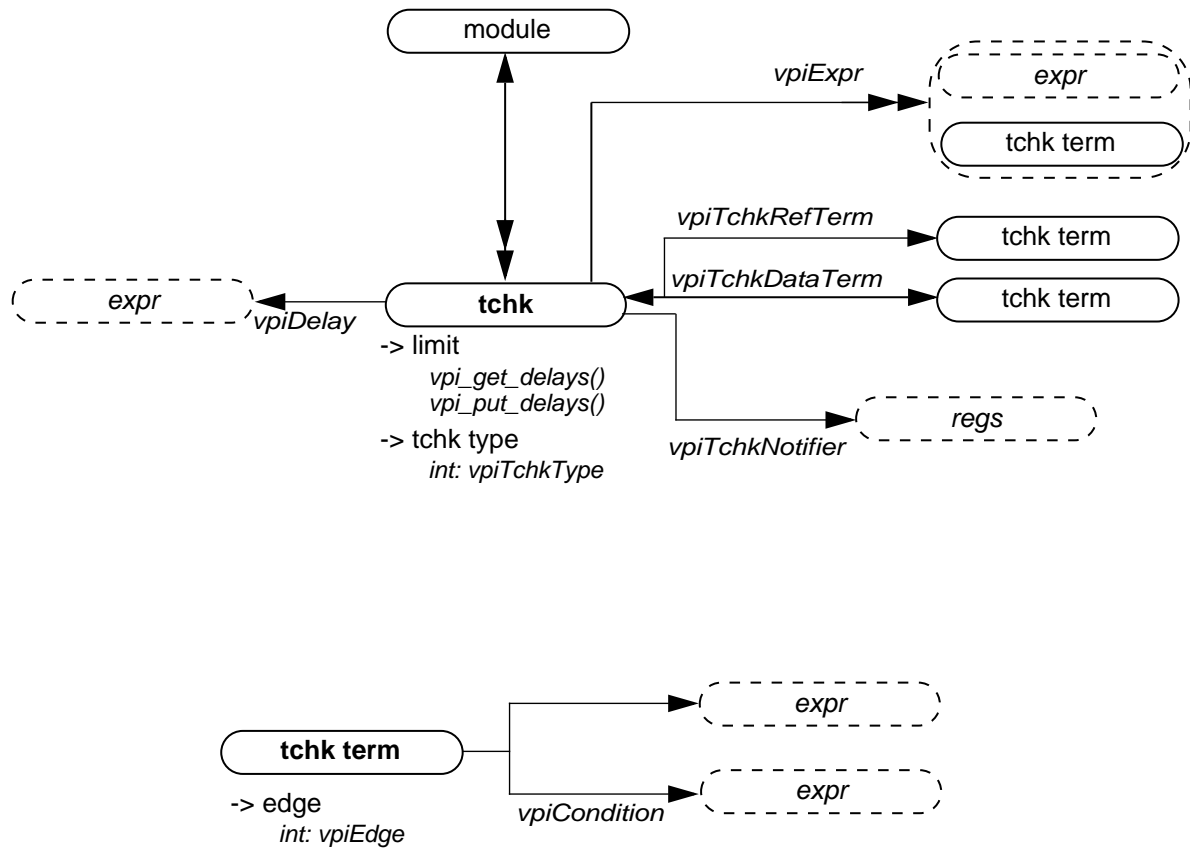 module
vpiExpr
expr
tchk term
vpiTchkRefTerm
tchk term
vpiTchkDataTerm
tchk term
expr
vpiDelay
tchk
-> limit
vpi_get_delays()
vpi_put_delays()
-> tchk type
int: vpiTchkType
regs
vpiTchkNotifier
expr
tchk term
-> edge
int: vpiEdge
expr
vpiCondition